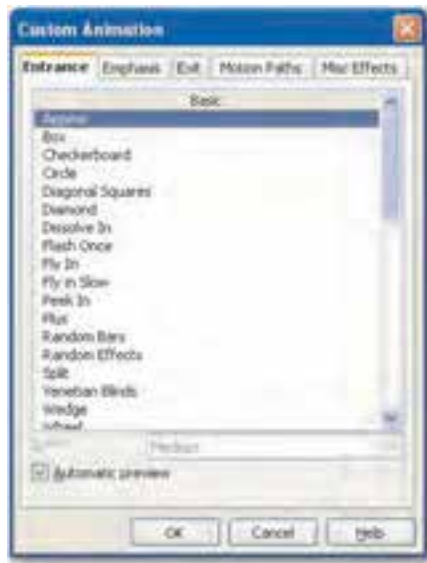 Custom Animation
Entrance Emphasis Exit Motion Paths Misc Effects
Basic
Appear
Box
Checkerboard
Circle
Diagonal Squares
Diamond
Dissolve In
Flash Once
Fly In
Fly in Slow
Peek In
Plus
Random Bars
Random Effects
Split
Venetian Blinds
Wedge
Wheel
Medium
Automatic preview
OK Cancel Help